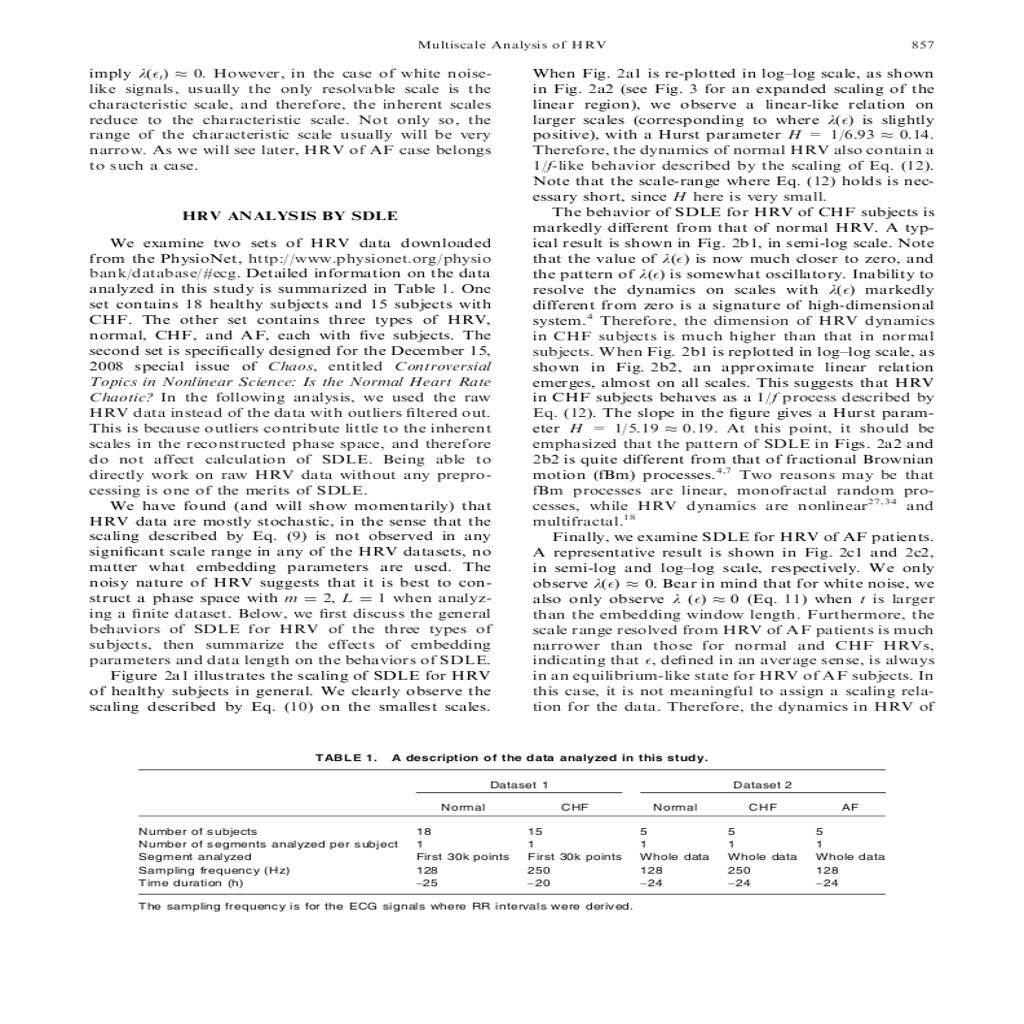 Multiscale Analysis of HRV 857
imply λ(ϵt) ≈ 0. However, in the case of white noise-
like signals, usually the only resolvable scale is the
characteristic scale, and therefore, the inherent scales
reduce to the characteristic scale. Not only so, the
range of the characteristic scale usually will be very
narrow. As we will see later, HRV of AF case belongs
to such a case.
HRV ANALYSIS BY SDLE
We examine two sets of HRV data downloaded
from the PhysioNet, http://www.physionet.org/physio
bank/database/#ecg. Detailed information on the data
analyzed in this study is summarized in Table 1. One
set contains 18 healthy subjects and 15 subjects with
CHF. The other set contains three types of HRV,
normal, CHF, and AF, each with five subjects. The
second set is specifically designed for the December 15,
2008 special issue of Chaos, entitled Controversial
Topics in Nonlinear Science: Is the Normal Heart Rate
Chaotic? In the following analysis, we used the raw
HRV data instead of the data with outliers filtered out.
This is because outliers contribute little to the inherent
scales in the reconstructed phase space, and therefore
do not affect calculation of SDLE. Being able to
directly work on raw HRV data without any prepro-
cessing is one of the merits of SDLE.
We have found (and will show momentarily) that
HRV data are mostly stochastic, in the sense that the
scaling described by Eq. (9) is not observed in any
significant scale range in any of the HRV datasets, no
matter what embedding parameters are used. The
noisy nature of HRV suggests that it is best to con-
struct a phase space with m = 2, L = 1 when analyz-
ing a finite dataset. Below, we first discuss the general
behaviors of SDLE for HRV of the three types of
subjects, then summarize the effects of embedding
parameters and data length on the behaviors of SDLE.
Figure 2a1 illustrates the scaling of SDLE for HRV
of healthy subjects in general. We clearly observe the
scaling described by Eq. (10) on the smallest scales.
When Fig. 2a1 is re-plotted in log–log scale, as shown
in Fig. 2a2 (see Fig. 3 for an expanded scaling of the
linear region), we observe a linear-like relation on
larger scales (corresponding to where λ(ϵ) is slightly
positive), with a Hurst parameter H = 1/6.93 ≈ 0.14.
Therefore, the dynamics of normal HRV also contain a
1/f-like behavior described by the scaling of Eq. (12).
Note that the scale-range where Eq. (12) holds is nec-
essary short, since H here is very small.
The behavior of SDLE for HRV of CHF subjects is
markedly different from that of normal HRV. A typ-
ical result is shown in Fig. 2b1, in semi-log scale. Note
that the value of λ(ϵ) is now much closer to zero, and
the pattern of λ(ϵ) is somewhat oscillatory. Inability to
resolve the dynamics on scales with λ(ϵ) markedly
different from zero is a signature of high-dimensional
system.4 Therefore, the dimension of HRV dynamics
in CHF subjects is much higher than that in normal
subjects. When Fig. 2b1 is replotted in log–log scale, as
shown in Fig. 2b2, an approximate linear relation
emerges, almost on all scales. This suggests that HRV
in CHF subjects behaves as a 1/f process described by
Eq. (12). The slope in the figure gives a Hurst param-
eter H = 1/5.19 ≈ 0.19. At this point, it should be
emphasized that the pattern of SDLE in Figs. 2a2 and
2b2 is quite different from that of fractional Brownian
motion (fBm) processes.4,7 Two reasons may be that
fBm processes are linear, monofractal random pro-
cesses, while HRV dynamics are nonlinear27,34 and
multifractal.18
Finally, we examine SDLE for HRV of AF patients.
A representative result is shown in Fig. 2c1 and 2c2,
in semi-log and log–log scale, respectively. We only
observe λ(ϵ) ≈ 0. Bear in mind that for white noise, we
also only observe λ (ϵ) ≈ 0 (Eq. 11) when t is larger
than the embedding window length. Furthermore, the
scale range resolved from HRV of AF patients is much
narrower than those for normal and CHF HRVs,
indicating that ϵ, defined in an average sense, is always
in an equilibrium-like state for HRV of AF subjects. In
this case, it is not meaningful to assign a scaling rela-
tion for the data. Therefore, the dynamics in HRV of
TABLE 1. A description of the data analyzed in this study.
Dataset 1 Dataset 2
Normal CHF Normal CHF AF
Number of subjects 18 15 5 5 5
Number of segments analyzed per subject 1 1 1 1 1
Segment analyzed First 30k points First 30k points Whole data Whole data Whole data
Sampling frequency (Hz) 128 250 128 250 128
Time duration (h) –25 –20 –24 –24 –24
The sampling frequency is for the ECG signals where RR intervals were derived.